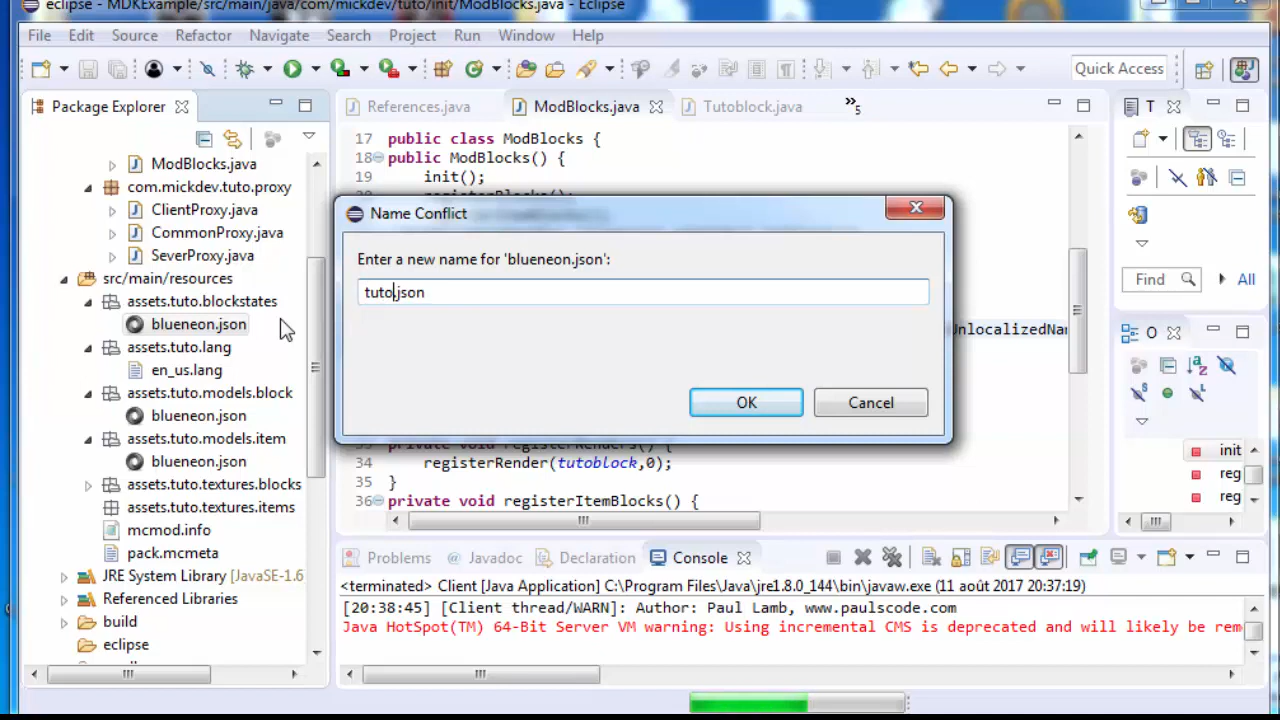 eclipse - MDKExample/src/main/java/com/mickdev/tuto/init/ModBlocks.java - Eclipse
File Edit Source Refactor Navigate Search Project Run Window Help
Quick Access
Package Explorer
References.java
ModBlocks.java
Tutoblock.java
»5
T
ModBlocks.java
com.mickdev.tuto.proxy
ClientProxy.java
CommonProxy.java
SeverProxy.java
src/main/resources
assets.tuto.blockstates
blueneon.json
assets.tuto.lang
en_us.lang
assets.tuto.models.block
blueneon.json
assets.tuto.models.item
blueneon.json
assets.tuto.textures.blocks
assets.tuto.textures.items
mcmod.info
pack.mcmeta
JRE System Library [JavaSE-1.6
Referenced Libraries
build
eclipse
17 public class ModBlocks {
18 public ModBlocks() {
19 init();
Name Conflict
Enter a new name for 'blueneon.json':
tuto.json
OK Cancel
UnlocalizedNam
private void registerRenders() {
34 registerRender(tutoblock,0);
35 }
36 private void registerItemBlocks() {
Find
All
O
init
reg
reg
Problems @ Javadoc Declaration Console
<terminated> Client [Java Application] C:\Program Files\Java\jre1.8.0_144\bin\javaw.exe (11 août 2017 20:37:19)
[20:38:45] [Client thread/WARN]: Author: Paul Lamb, www.paulscode.com
Java HotSpot(TM) 64-Bit Server VM warning: Using incremental CMS is deprecated and will likely be rem